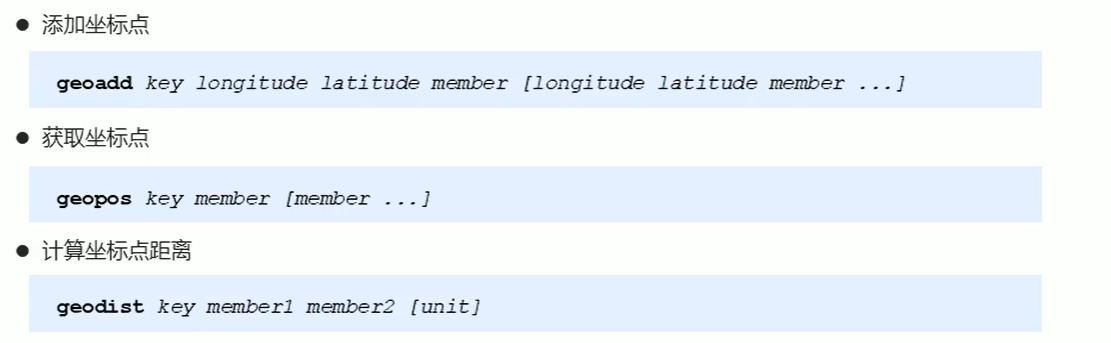 ● 添加坐标点
geoadd key longitude latitude member [longitude latitude member ...]
● 获取坐标点
geopos key member [member ...]
● 计算坐标点距离
geodist key member1 member2 [unit]